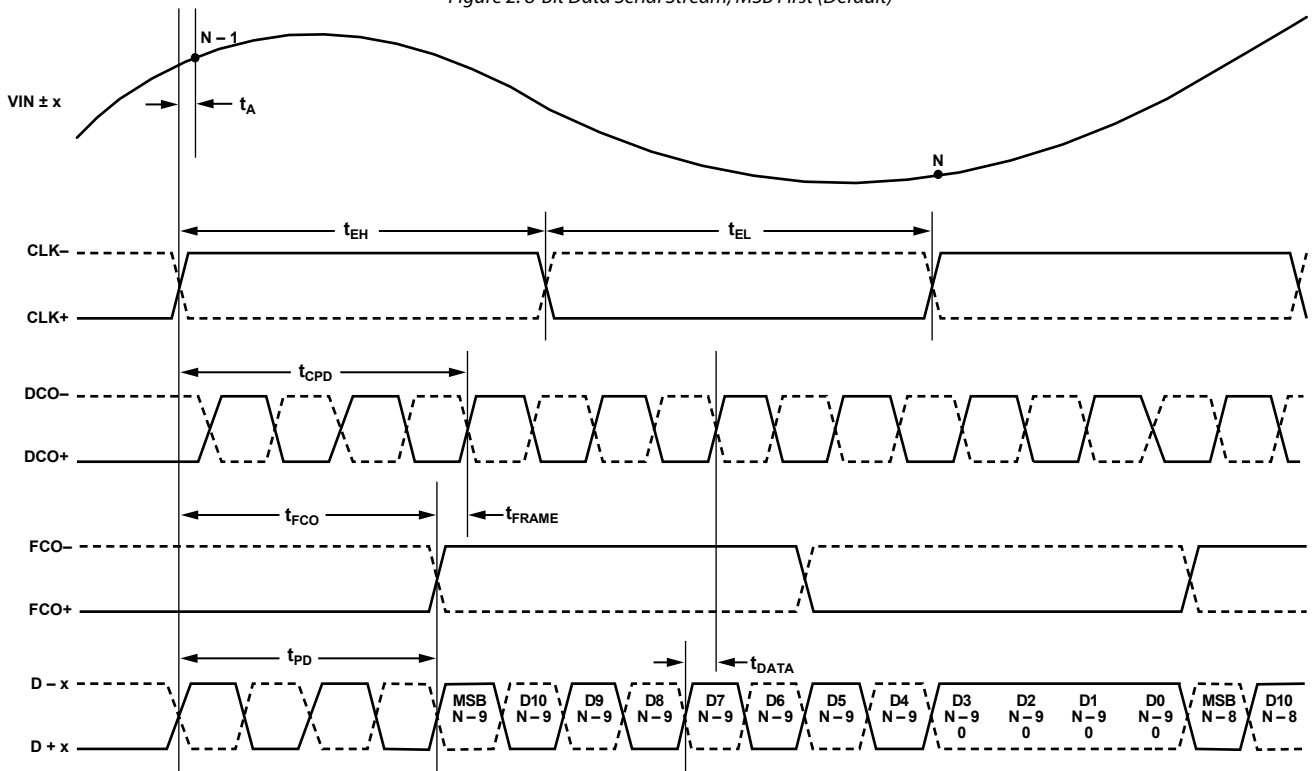 Figure 2. 8-Bit Data Serial Stream, MSB First (Default)
N – 1
VIN ± x
tA
N
tEH
tEL
CLK–
CLK+
tCPD
DCO–
DCO+
tFCO
tFRAME
FCO–
FCO+
tPD
tDATA
D – x
MSB D10 D9 D8 D7 D6 D5 D4 D3 D2 D1 D0 MSB D10
N – 9 N – 9 N – 9 N – 9 N – 9 N – 9 N – 9 N – 9 N – 9 N – 9 N – 9 N – 9 N – 8 N – 8
0 0 0 0
D + x